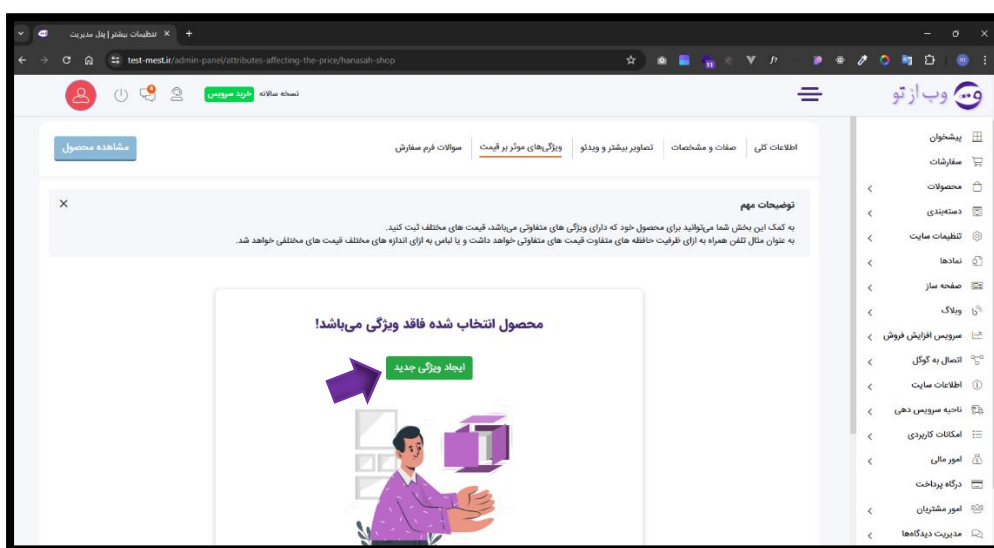 تنظیمات بیشتر | پنل مدیریت
test-mest.ir/admin-panel/attributes-affecting-the-price/hanasah-shop
11
m
وب از تو
نسخه سالانه خرید سرویس
پیشخوان
سفارشات
محصولات
دسته‌بندی
تنظیمات سایت
نمادها
صفحه ساز
وبلاگ
سرویس افزایش فروش
اتصال به گوگل
اطلاعات سایت
ناحیه سرویس دهی
امکانات کاربردی
امور مالی
درگاه پرداخت
امور مشتریان
مدیریت دیدگاه‌ها
اطلاعات کلی صفات و مشخصات تصاویر بیشتر و ویدئو ویژگی‌های موثر بر قیمت سوالات فرم سفارش
مشاهده محصول
توضیحات مهم
به کمک این بخش شما می‌توانید برای محصول خود که دارای ویژگی های متفاوتی می‌باشد، قیمت های مختلف ثبت کنید.
به عنوان مثال تلفن همراه به ازای ظرفیت حافظه های متفاوت قیمت های متفاوتی خواهد داشت و یا لباس به ازای اندازه های مختلف قیمت های مختلفی خواهد شد.
محصول انتخاب شده فاقد ویژگی می‌باشد!
ایجاد ویژگی جدید